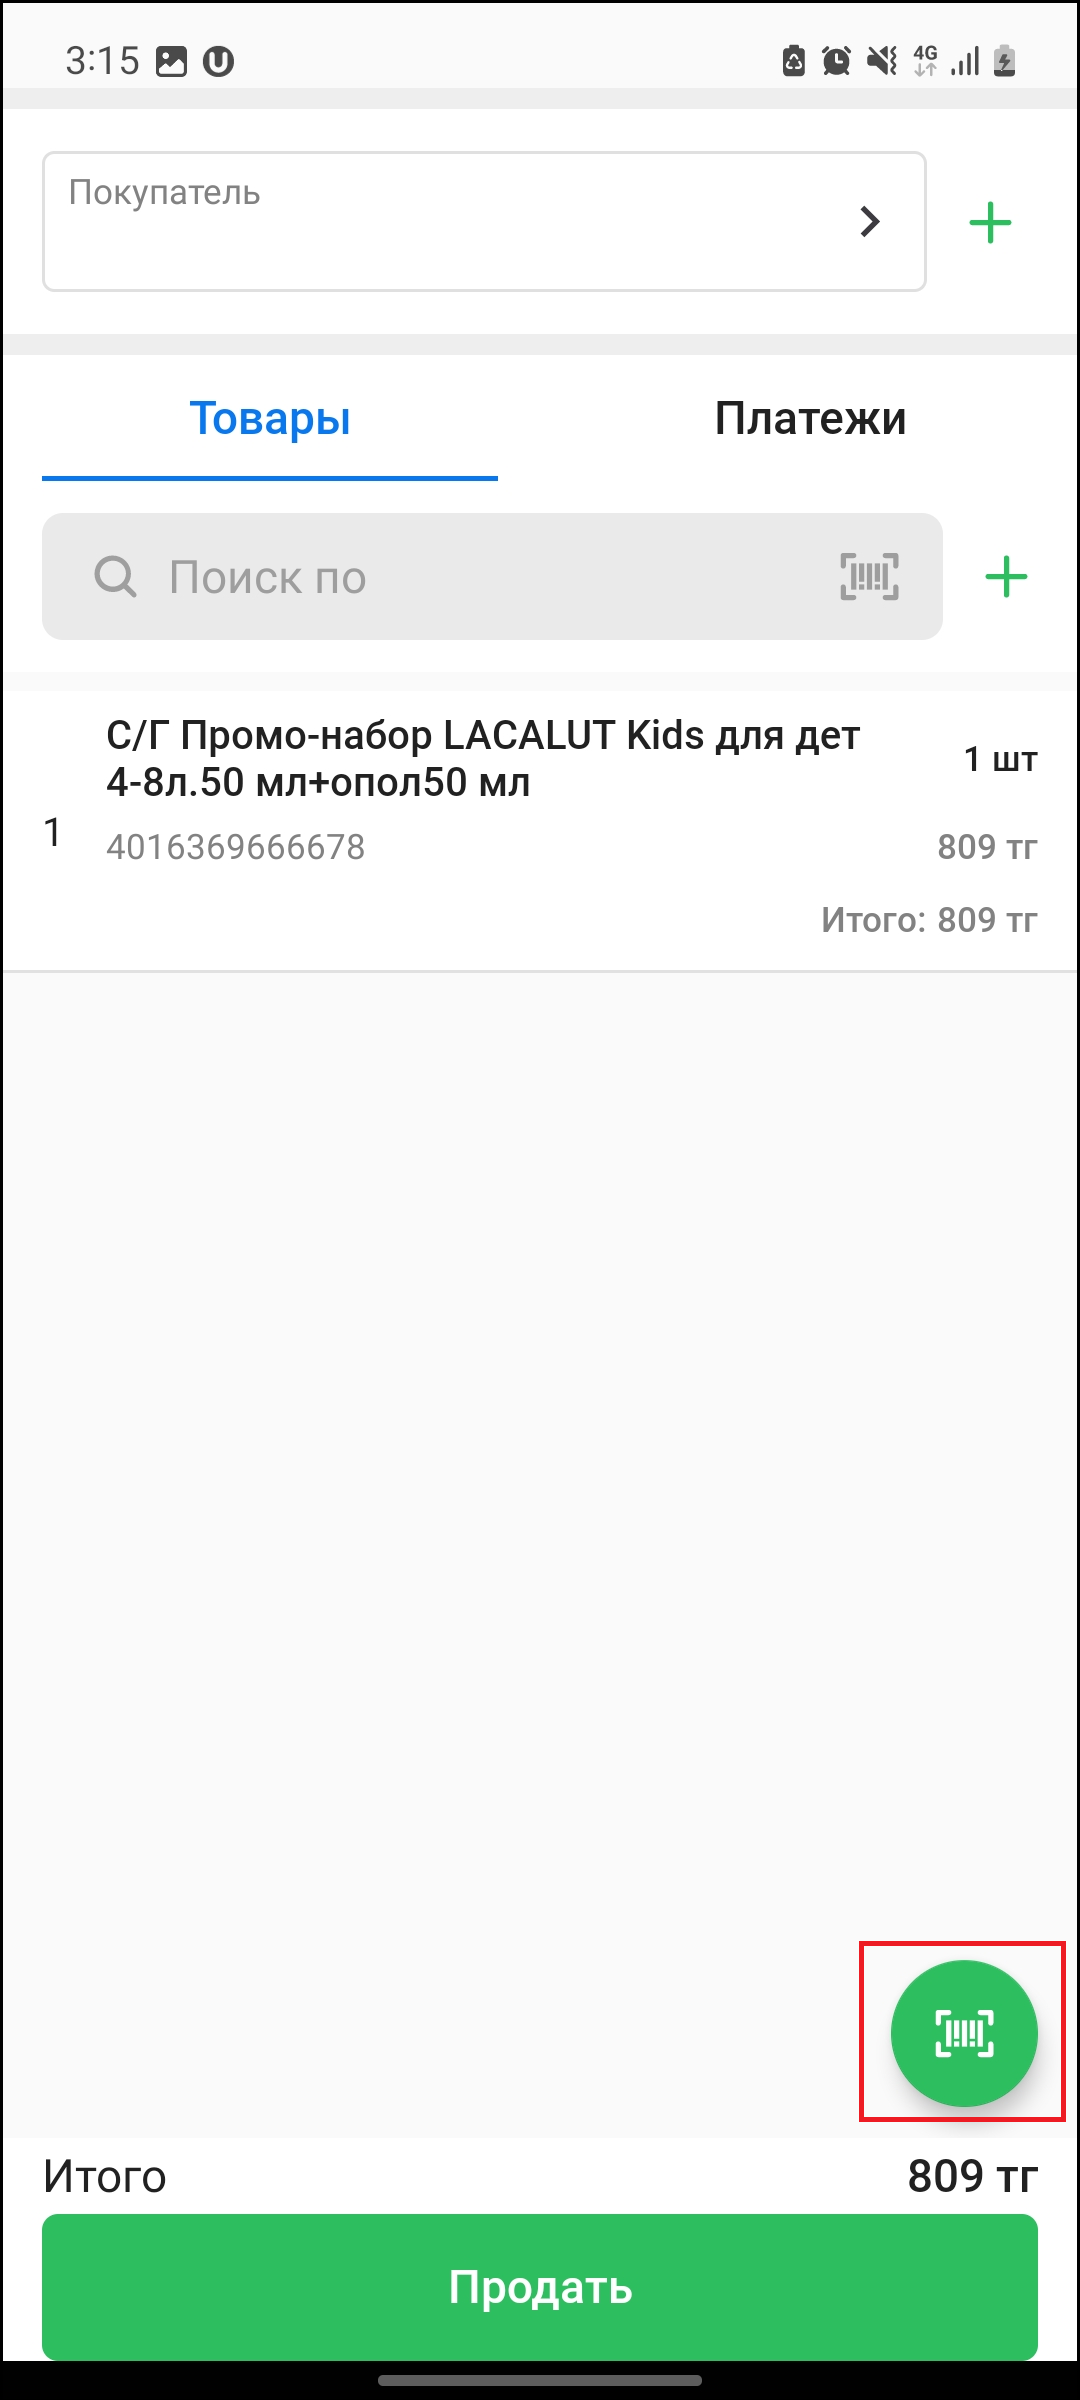 3:15
4G
Покупатель
Товары
Платежи
Поиск по
С/Г Промо-набор LACALUT Kids для дет
4-8л.50 мл+опол50 мл
1 шт
1
4016369666678
809 тг
Итого: 809 тг
Итого
809 тг
Продать